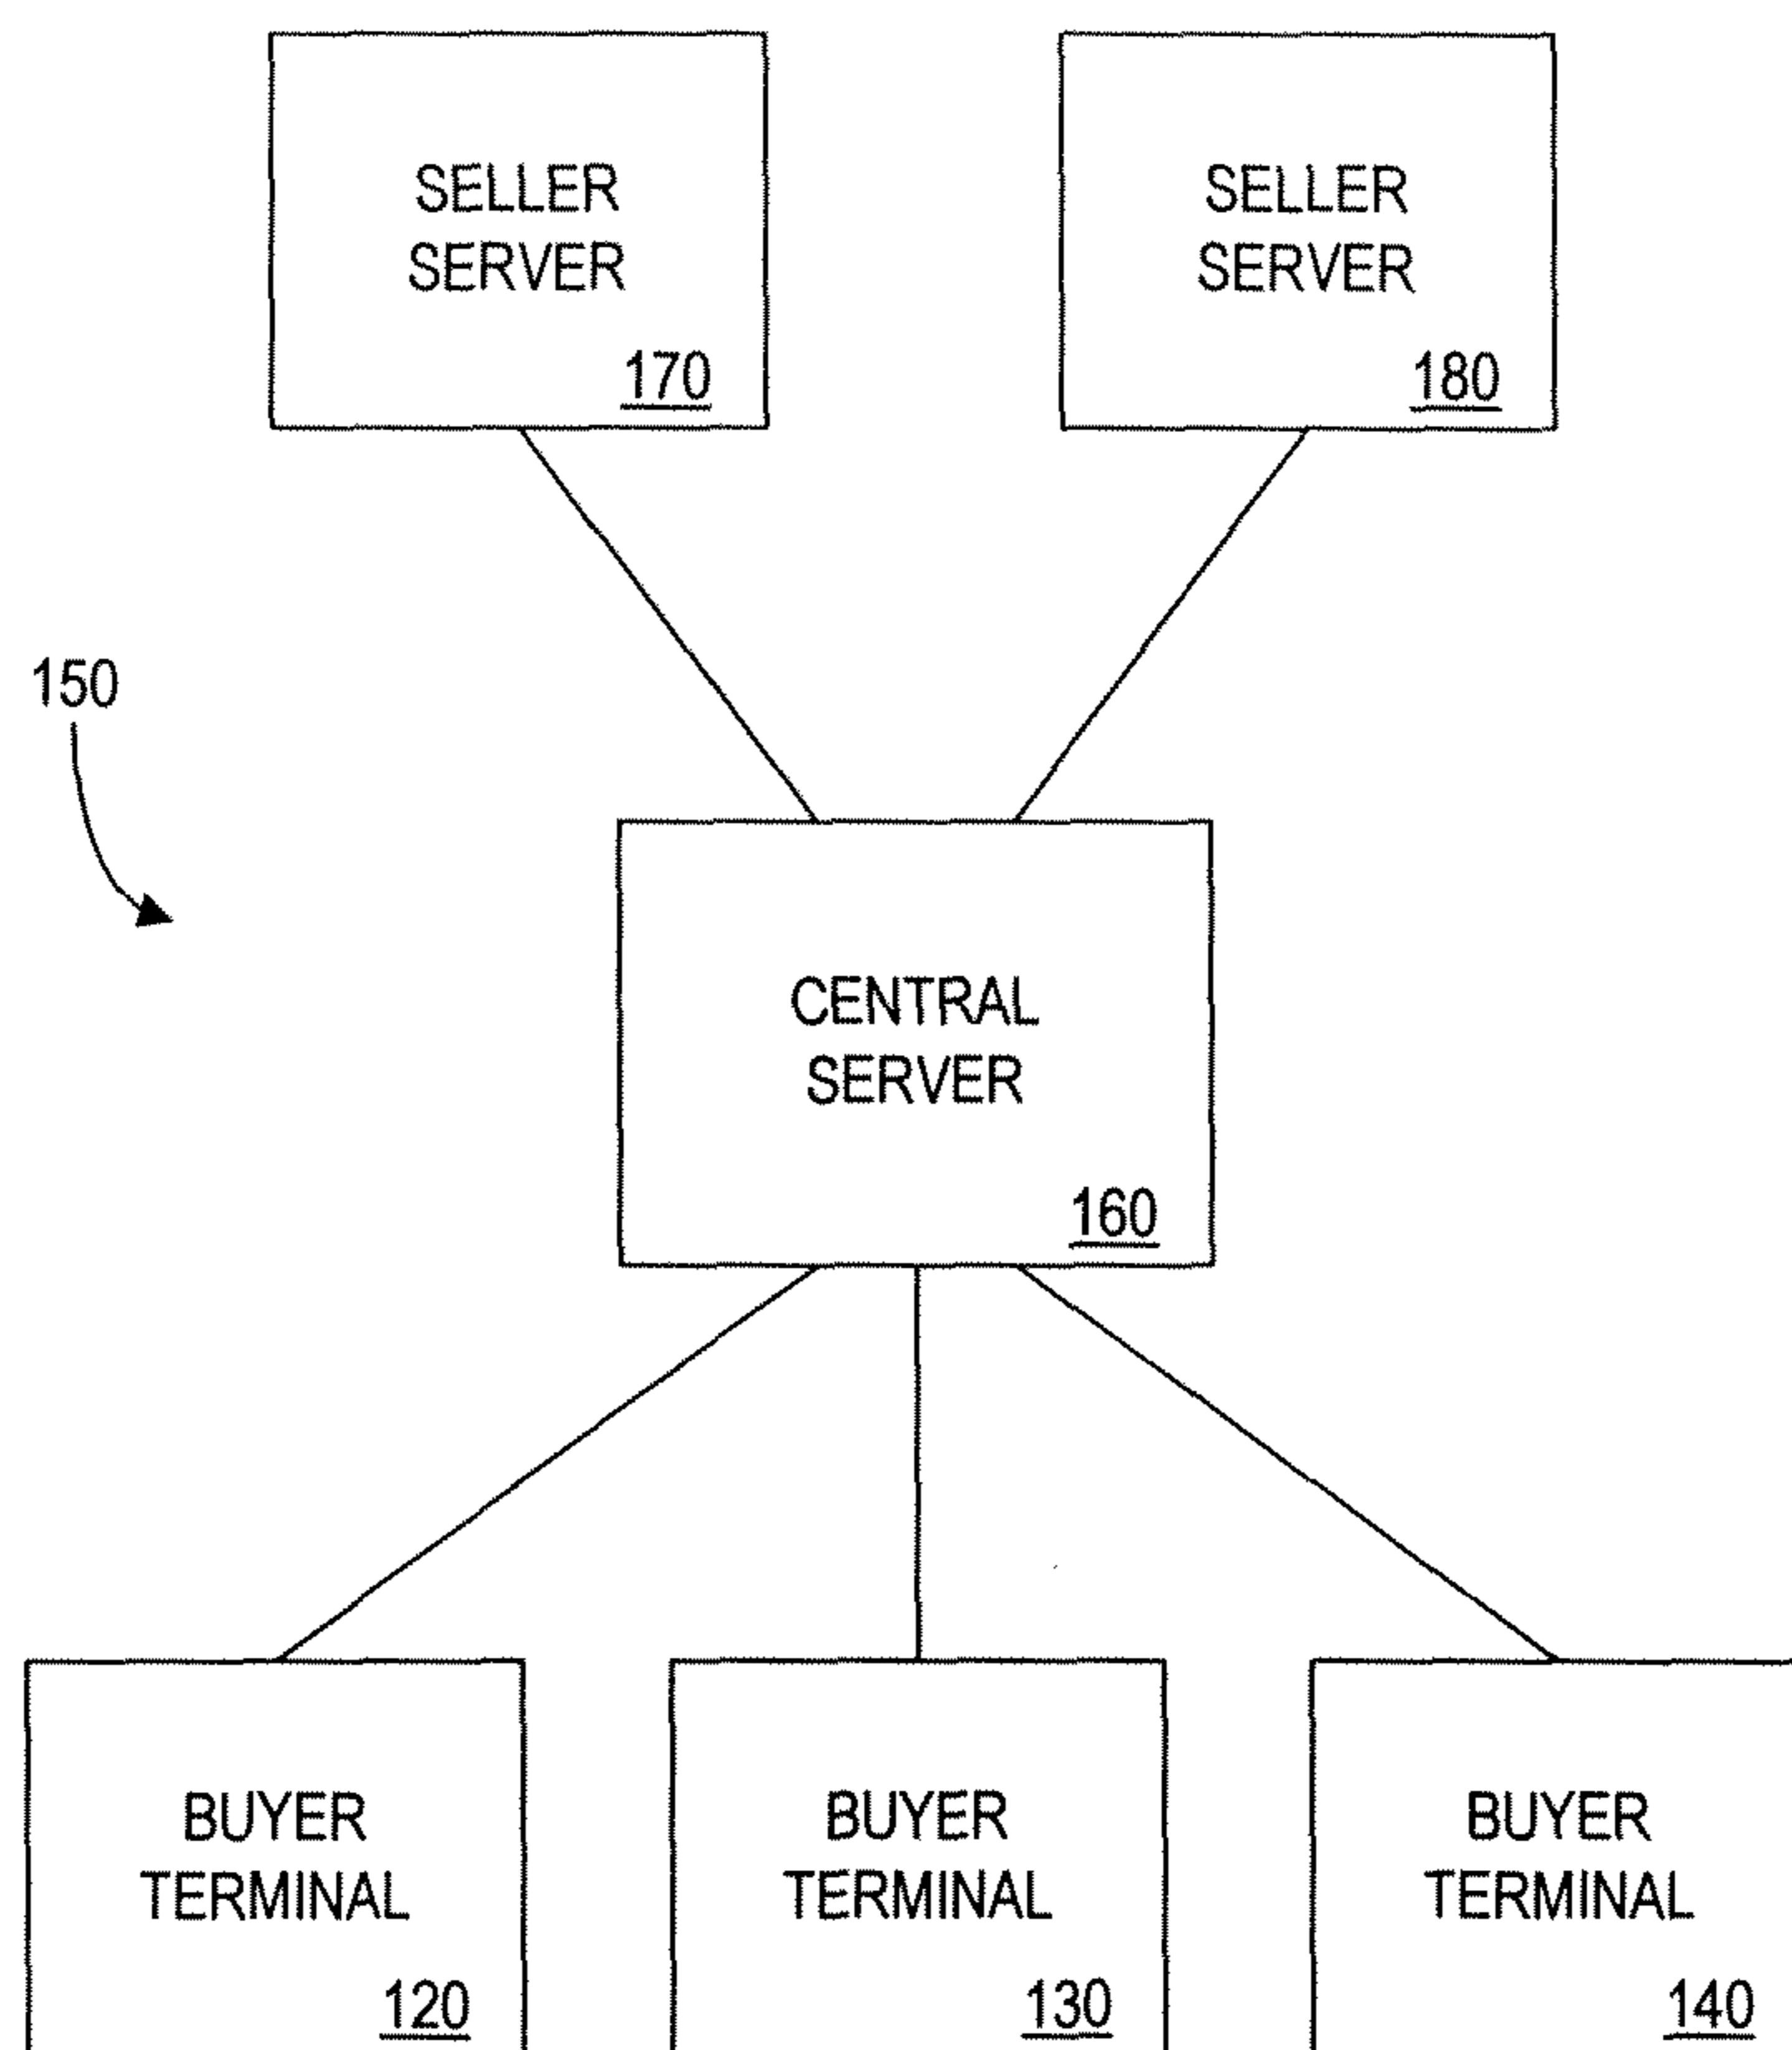 SELLER
SERVER
170
SELLER
SERVER
180
150
CENTRAL
SERVER
160
BUYER
TERMINAL
120
BUYER
TERMINAL
130
BUYER
TERMINAL
140